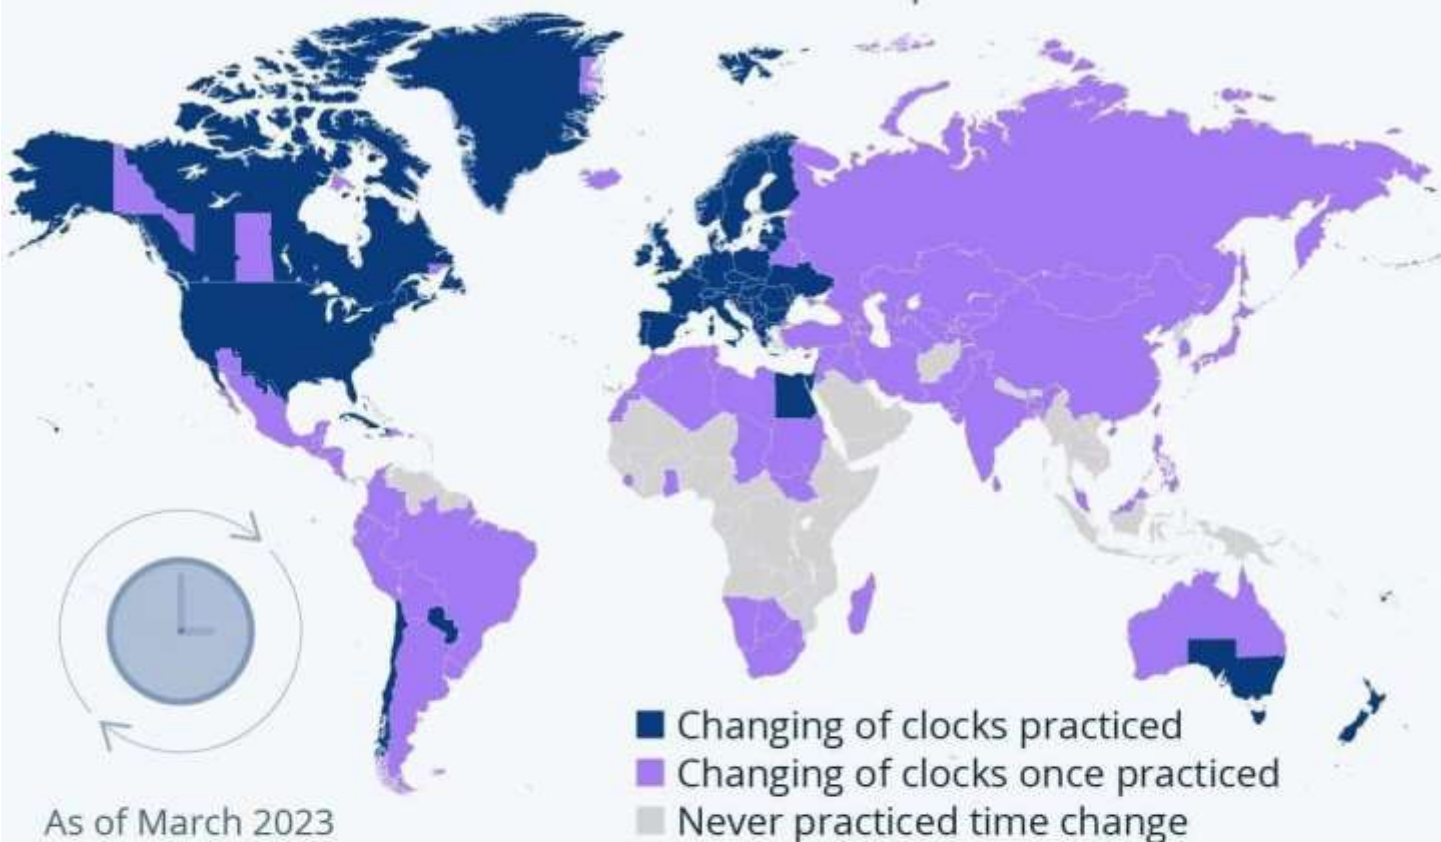 Changing of clocks practiced
Changing of clocks once practiced
Never practiced time change
As of March 2023